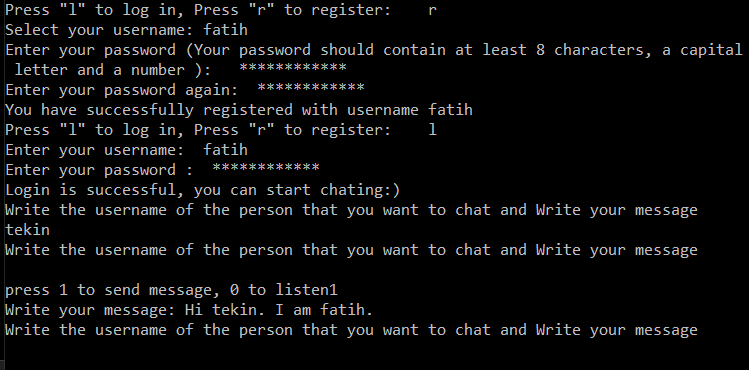 Press "l" to log in, Press "r" to register:    r
Select your username: fatih
Enter your password (Your password should contain at least 8 characters, a capital
 letter and a number ):   ************
Enter your password again:  ************
You have successfully registered with username fatih
Press "l" to log in, Press "r" to register:    l
Enter your username:  fatih
Enter your password :  ************
Login is successful, you can start chating:)
Write the username of the person that you want to chat and Write your message
tekin
Write the username of the person that you want to chat and Write your message
press 1 to send message, 0 to listen1
Write your message: Hi tekin. I am fatih.
Write the username of the person that you want to chat and Write your message